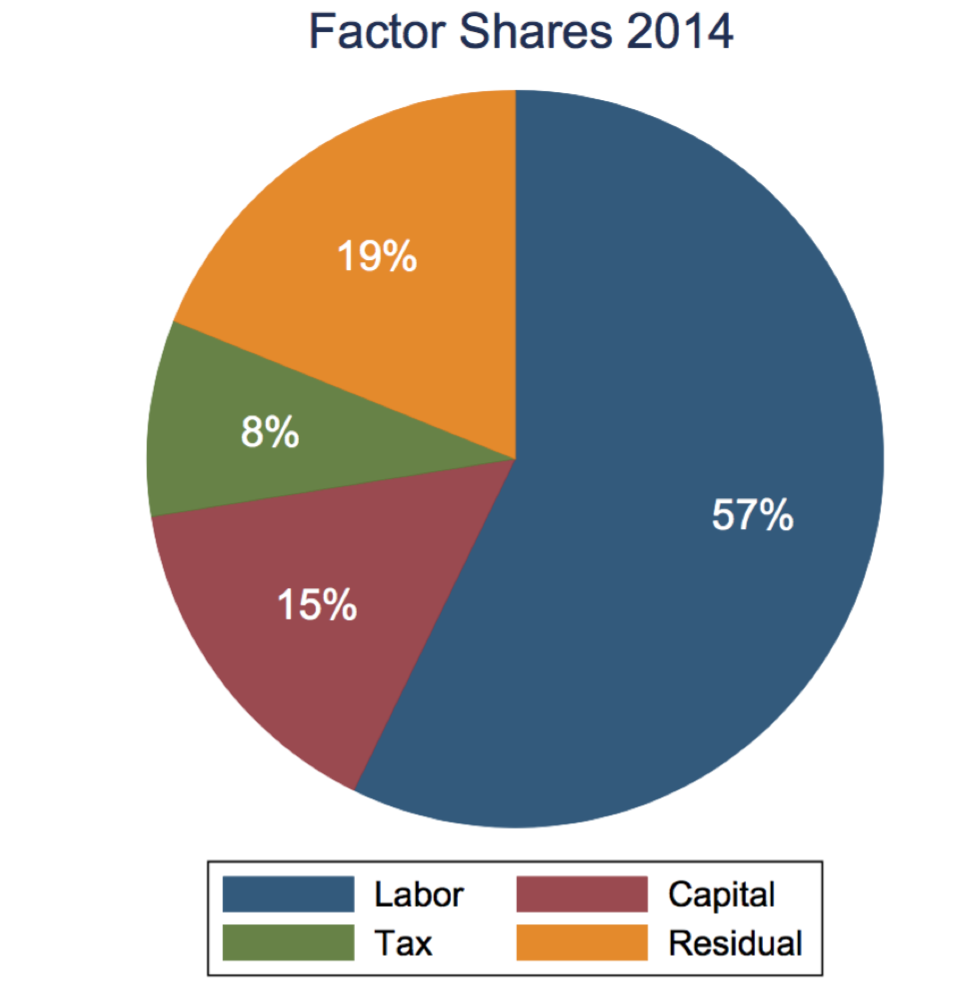 Factor Shares 2014
19%
8%
57%
15%
Labor Capital
Tax Residual